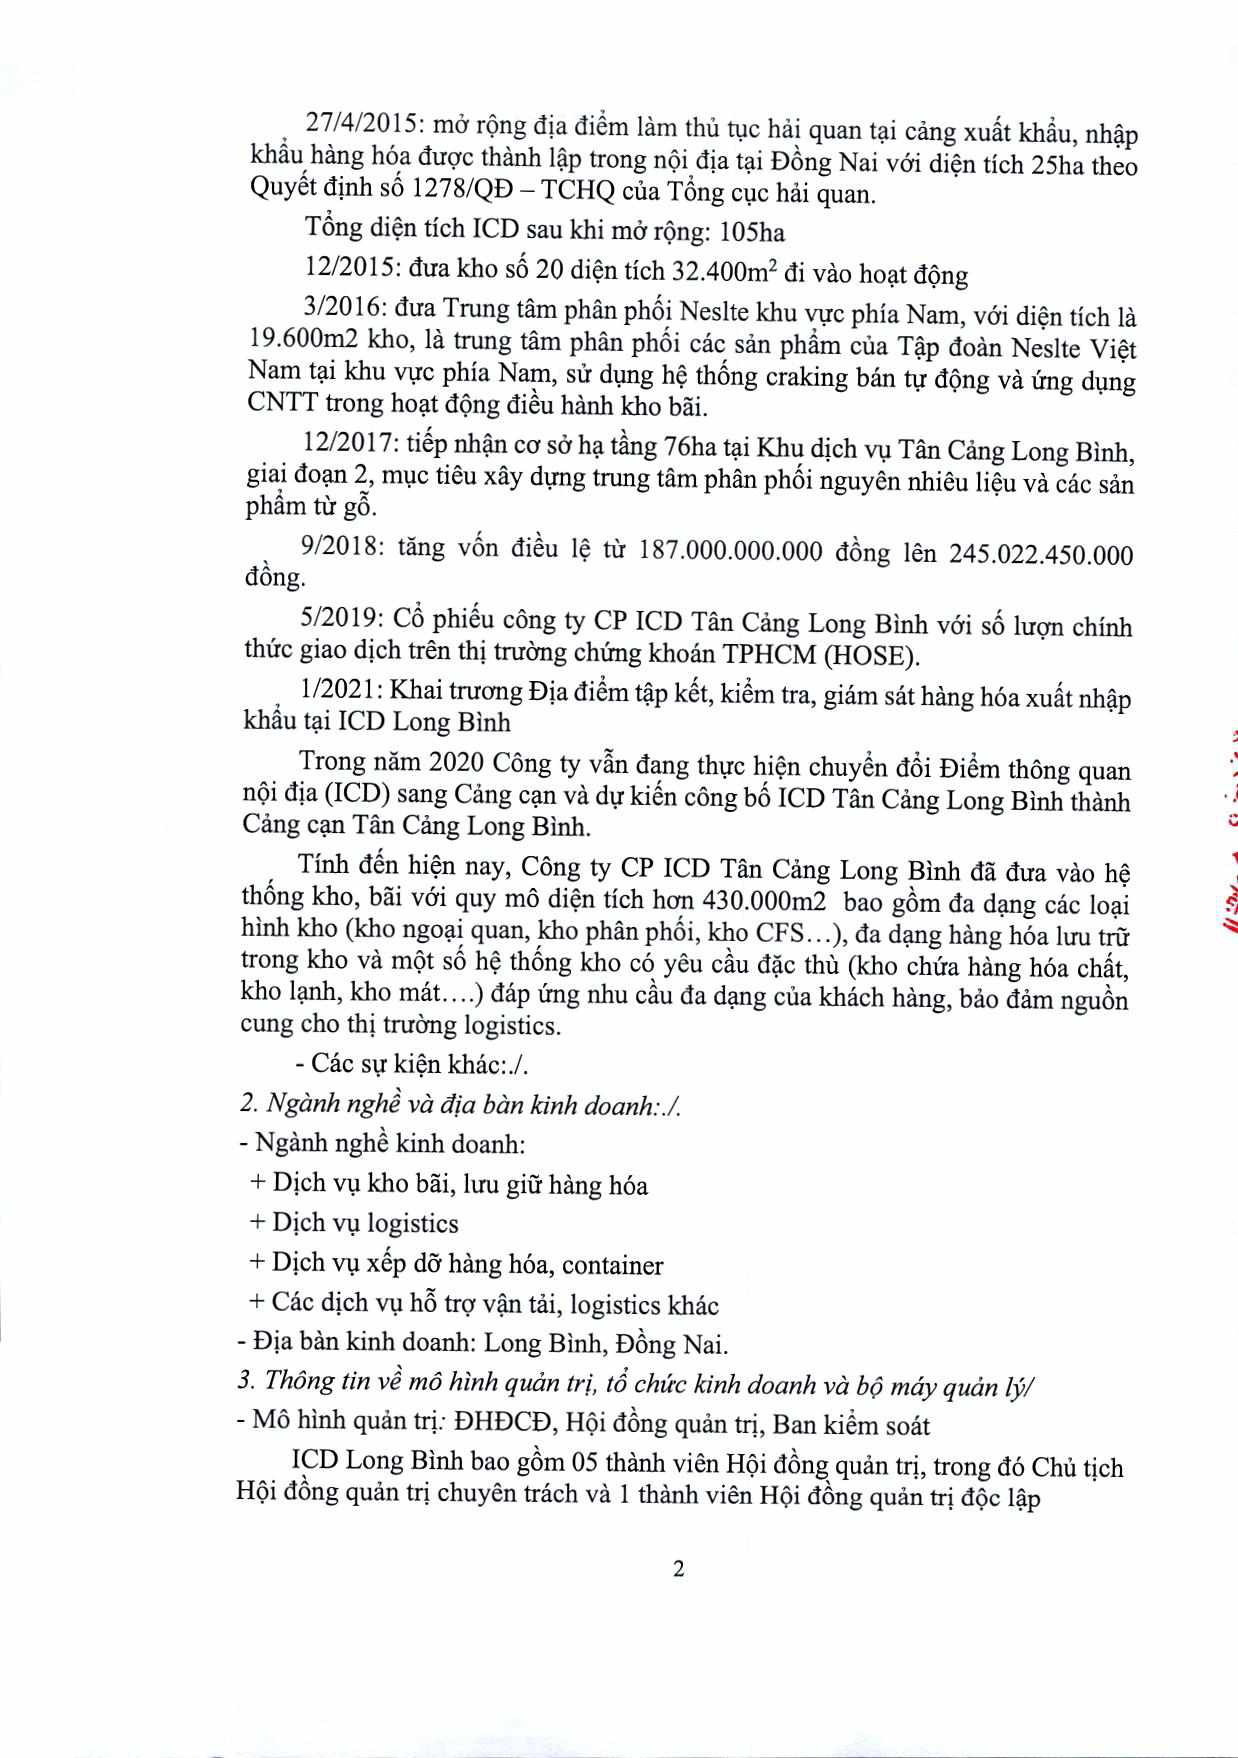 27/4/2015: mở rộng địa điểm làm thủ tục hải quan tại cảng xuất khẩu, nhập
khẩu hàng hóa được thành lập trong nội địa tại Đồng Nai với diện tích 25ha theo
Quyết định số 1278/QĐ – TCHQ của Tổng cục hải quan.
Tổng diện tích ICD sau khi mở rộng: 105ha
12/2015: đưa kho số 20 diện tích 32.400m² đi vào hoạt động
3/2016: đưa Trung tâm phân phối Neslte khu vực phía Nam, với diện tích là
19.600m2 kho, là trung tâm phân phối các sản phẩm của Tập đoàn Neslte Việt
Nam tại khu vực phía Nam, sử dụng hệ thống craking bán tự động và ứng dụng
CNTT trong hoạt động điều hành kho bãi.
12/2017: tiếp nhận cơ sở hạ tầng 76ha tại Khu dịch vụ Tân Cảng Long Bình,
giai đoạn 2, mục tiêu xây dựng trung tâm phân phối nguyên nhiêu liệu và các sản
phẩm từ gỗ.
9/2018: tăng vốn điều lệ từ 187.000.000.000 đồng lên 245.022.450.000
đồng.
5/2019: Cổ phiếu công ty CP ICD Tân Cảng Long Bình với số lượn chính
thức giao dịch trên thị trường chứng khoán TPHCM (HOSE).
1/2021: Khai trương Địa điểm tập kết, kiểm tra, giám sát hàng hóa xuất nhập
khẩu tại ICD Long Bình
Trong năm 2020 Công ty vẫn đang thực hiện chuyển đổi Điểm thông quan
nội địa (ICD) sang Cảng cạn và dự kiến công bố ICD Tân Cảng Long Bình thành
Cảng cạn Tân Cảng Long Bình.
Tính đến hiện nay, Công ty CP ICD Tân Cảng Long Bình đã đưa vào hệ
thống kho, bãi với quy mô diện tích hơn 430.000m2 bao gồm đa dạng các loại
hình kho (kho ngoại quan, kho phân phối, kho CFS…), đa dạng hàng hóa lưu trữ
trong kho và một số hệ thống kho có yêu cầu đặc thù (kho chứa hàng hóa chất,
kho lạnh, kho mát….) đáp ứng nhu cầu đa dạng của khách hàng, bảo đảm nguồn
cung cho thị trường logistics.
- Các sự kiện khác:./.
2. Ngành nghề và địa bàn kinh doanh:./.
- Ngành nghề kinh doanh:
+ Dịch vụ kho bãi, lưu giữ hàng hóa
+ Dịch vụ logistics
+ Dịch vụ xếp dỡ hàng hóa, container
+ Các dịch vụ hỗ trợ vận tải, logistics khác
- Địa bàn kinh doanh: Long Bình, Đồng Nai.
3. Thông tin về mô hình quản trị, tổ chức kinh doanh và bộ máy quản lý/
- Mô hình quản trị: ĐHĐCĐ, Hội đồng quản trị, Ban kiểm soát
ICD Long Bình bao gồm 05 thành viên Hội đồng quản trị, trong đó Chủ tịch
Hội đồng quản trị chuyên trách và 1 thành viên Hội đồng quản trị độc lập
2